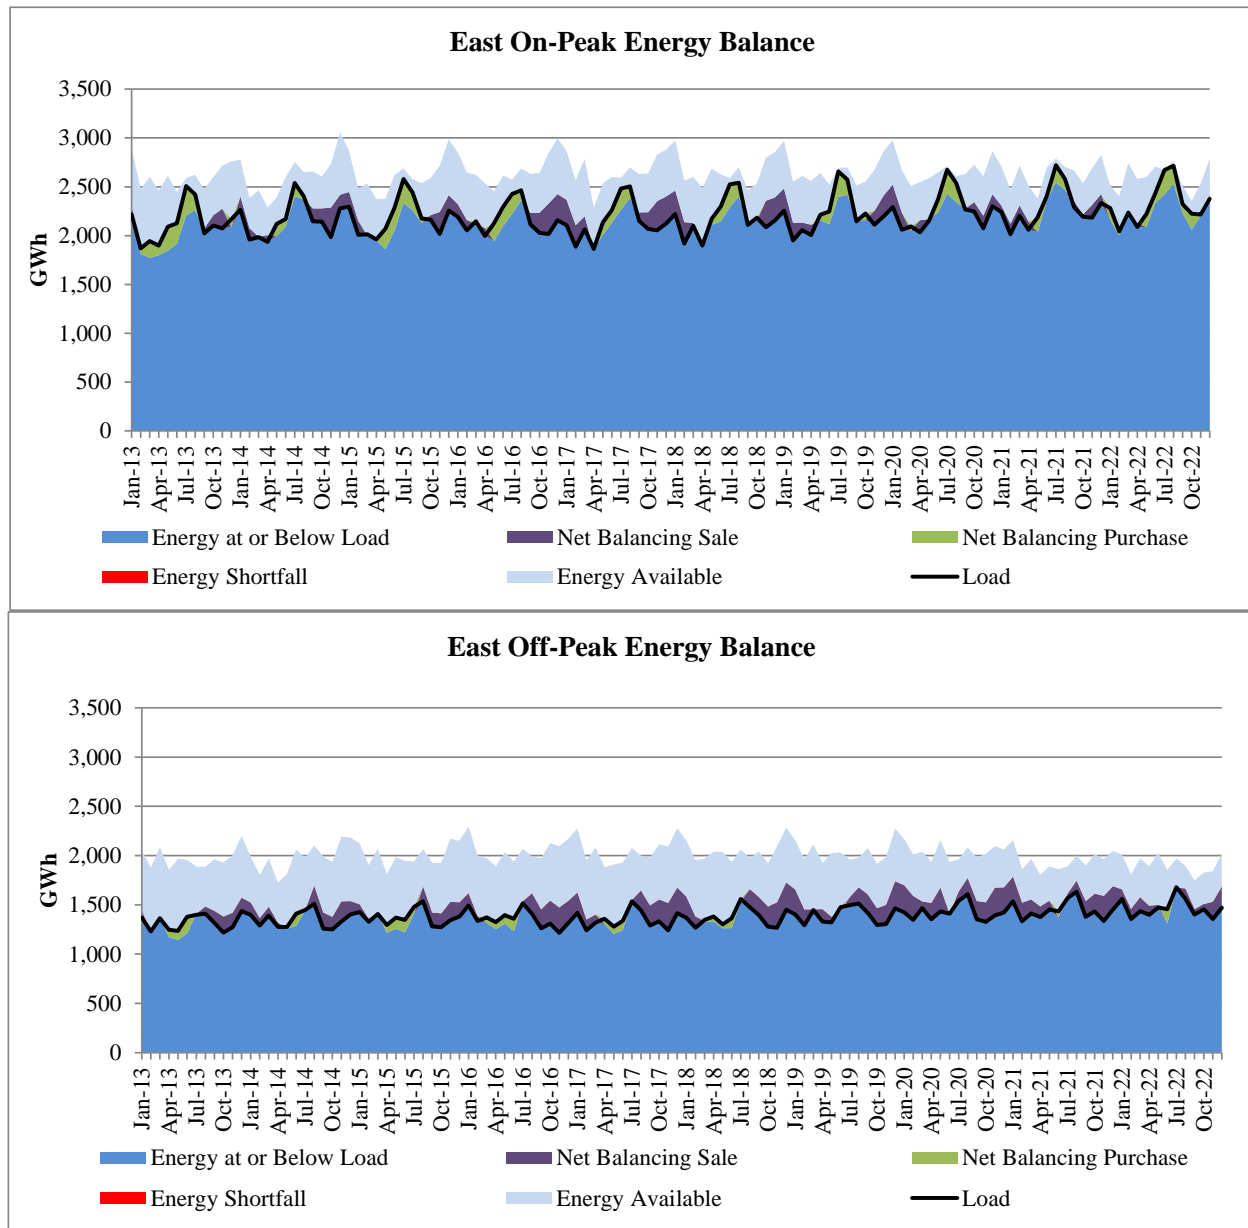 East On-Peak Energy Balance
3,500
3,000
2,500
2,000
1,500
1,000
500
0
GWh
Jan-13 Apr-13 Jul-13 Oct-13 Jan-14 Apr-14 Jul-14 Oct-14 Jan-15 Apr-15 Jul-15 Oct-15 Jan-16 Apr-16 Jul-16 Oct-16 Jan-17 Apr-17 Jul-17 Oct-17 Jan-18 Apr-18 Jul-18 Oct-18 Jan-19 Apr-19 Jul-19 Oct-19 Jan-20 Apr-20 Jul-20 Oct-20 Jan-21 Apr-21 Jul-21 Oct-21 Jan-22 Apr-22 Jul-22 Oct-22
Energy at or Below Load Net Balancing Sale Net Balancing Purchase
Energy Shortfall Energy Available Load
East Off-Peak Energy Balance
3,500
3,000
2,500
2,000
1,500
1,000
500
0
GWh
Jan-13 Apr-13 Jul-13 Oct-13 Jan-14 Apr-14 Jul-14 Oct-14 Jan-15 Apr-15 Jul-15 Oct-15 Jan-16 Apr-16 Jul-16 Oct-16 Jan-17 Apr-17 Jul-17 Oct-17 Jan-18 Apr-18 Jul-18 Oct-18 Jan-19 Apr-19 Jul-19 Oct-19 Jan-20 Apr-20 Jul-20 Oct-20 Jan-21 Apr-21 Jul-21 Oct-21 Jan-22 Apr-22 Jul-22 Oct-22
Energy at or Below Load Net Balancing Sale Net Balancing Purchase
Energy Shortfall Energy Available Load